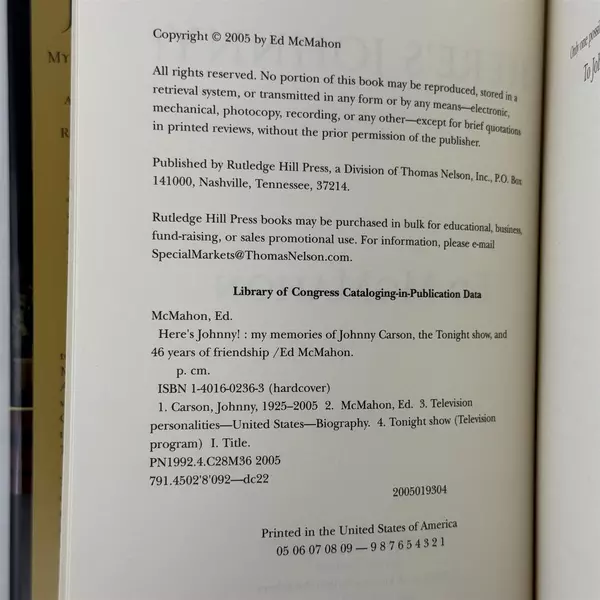 Copyright © 2005 by Ed McMahon
All rights reserved. No portion of this book may be reproduced, stored in a
retrieval system, or transmitted in any form or by any means—electronic,
mechanical, photocopy, recording, or any other—except for brief quotations
in printed reviews, without the prior permission of the publisher.
Published by Rutledge Hill Press, a Division of Thomas Nelson, Inc., P.O. Box
141000, Nashville, Tennessee, 37214.
Rutledge Hill Press books may be purchased in bulk for educational, business,
fund-raising, or sales promotional use. For information, please e-mail
SpecialMarkets@ThomasNelson.com.
Library of Congress Cataloging-in-Publication Data
McMahon, Ed.
Here's Johnny! : my memories of Johnny Carson, the Tonight show, and
46 years of friendship /Ed McMahon.
p. cm.
ISBN 1-4016-0236-3 (hardcover)
1. Carson, Johnny, 1925–2005 2. McMahon, Ed. 3. Television
personalities—United States—Biography. 4. Tonight show (Television
program) I. Title.
PN1992.4.C28M36 2005
791.4502'8'092—dc22
2005019304
Printed in the United States of America
05 06 07 08 09 — 9 8 7 6 5 4 3 2 1
Only one
To